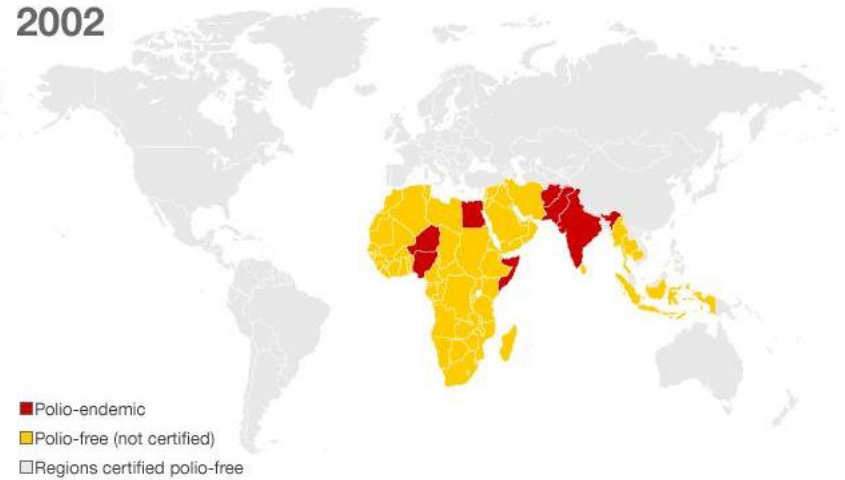 2002
Polio-endemic
Polio-free (not certified)
Regions certified polio-free